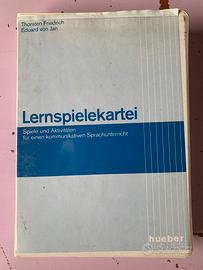 Thorsten Friedrich
Eduard von Jan
Lernspielekartei
Spiele und Aktivitäten
für einen kommunikativen Sprachunterricht
hueber